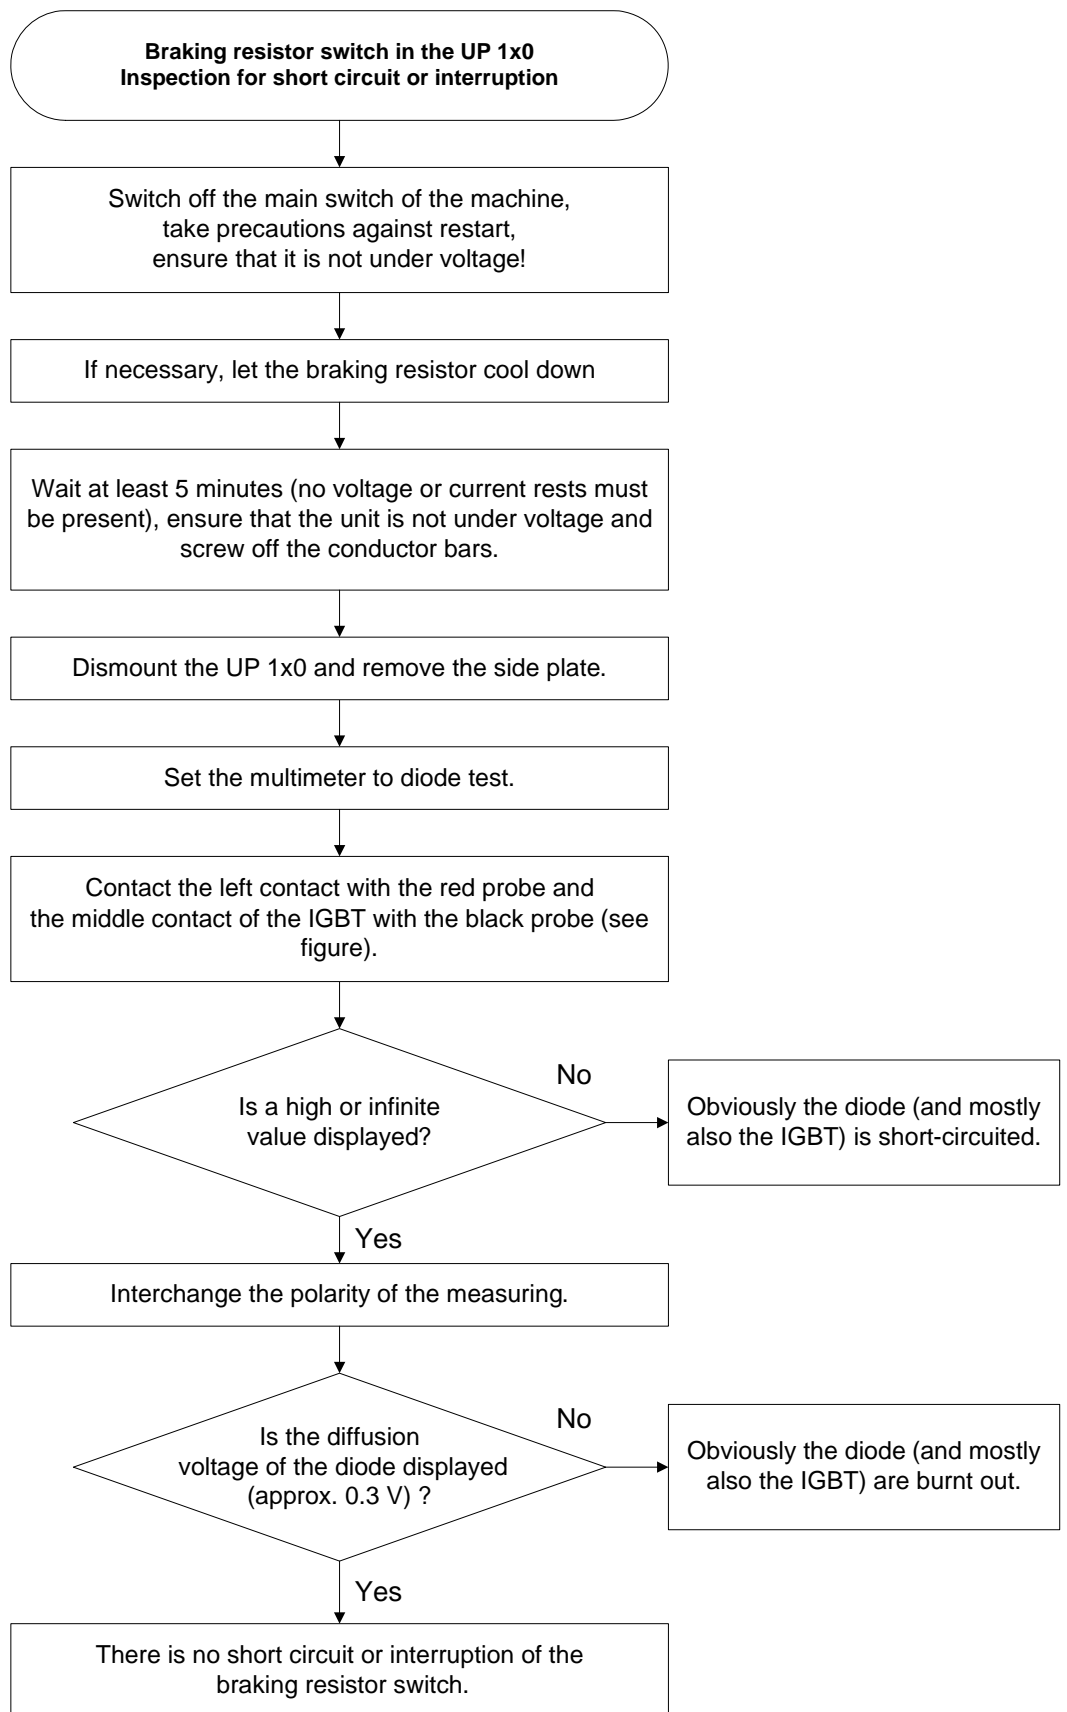 Braking resistor switch in the UP 1x0
Inspection for short circuit or interruption
Switch off the main switch of the machine,
take precautions against restart,
ensure that it is not under voltage!
If necessary, let the braking resistor cool down
Wait at least 5 minutes (no voltage or current rests must
be present), ensure that the unit is not under voltage and
screw off the conductor bars.
Dismount the UP 1x0 and remove the side plate.
Set the multimeter to diode test.
Contact the left contact with the red probe and
the middle contact of the IGBT with the black probe (see
figure).
Is a high or infinite
value displayed?
No
Obviously the diode (and mostly
also the IGBT) is short-circuited.
Yes
Interchange the polarity of the measuring.
Is the diffusion
voltage of the diode displayed
(approx. 0.3 V) ?
No
Obviously the diode (and mostly
also the IGBT) are burnt out.
Yes
There is no short circuit or interruption of the
braking resistor switch.